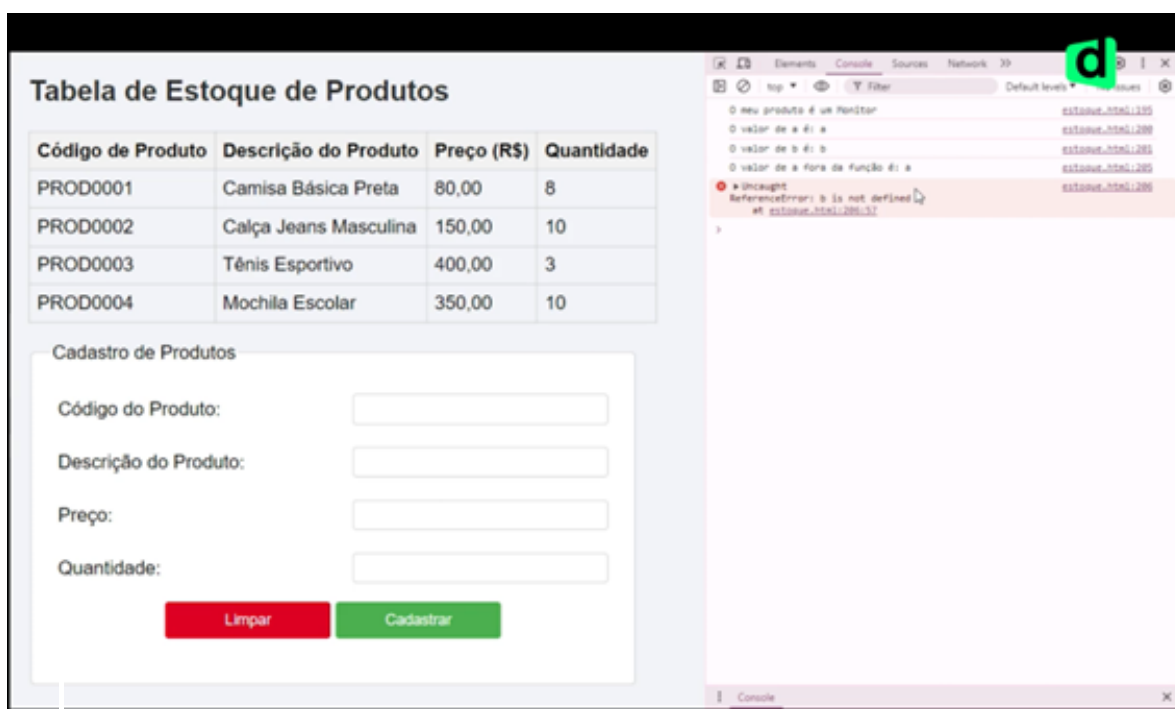 Tabela de Estoque de Produtos
Código de Produto Descrição do Produto Preço (R$) Quantidade
PROD0001 Camisa Básica Preta 80,00 8
PROD0002 Calça Jeans Masculina 150,00 10
PROD0003 Tênis Esportivo 400,00 3
PROD0004 Mochila Escolar 350,00 10
Cadastro de Produtos
Código do Produto:
Descrição do Produto:
Preço:
Quantidade:
Limpar Cadastrar
Elements Console Sources Network
d
top Filter Default levels
O meu produto é um Monitor estoque.html:195
O valor de a é: a estoque.html:200
O valor de b é: b estoque.html:201
O valor de a fora da função é: a estoque.html:205
Uncaught estoque.html:206
ReferenceError: b is not defined
at estoque.html:206:57
Console